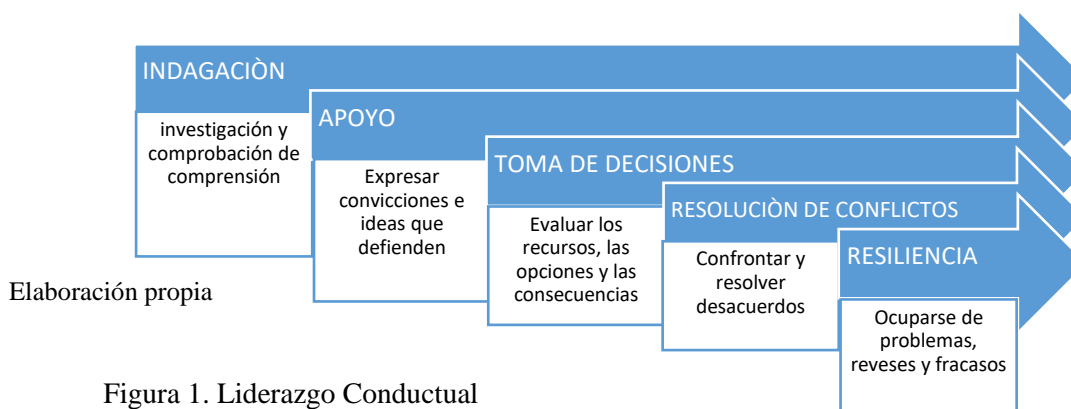 INDAGACIÒN
investigación y
comprobación de
comprensión
APOYO
Expresar
convicciones e
ideas que
defienden
TOMA DE DECISIONES
Evaluar los
recursos, las
opciones y las
consecuencias
RESOLUCIÒN DE CONFLICTOS
Confrontar y
resolver
desacuerdos
RESILIENCIA
Ocuparse de
problemas,
reveses y fracasos
Elaboración propia
Figura 1. Liderazgo Conductual